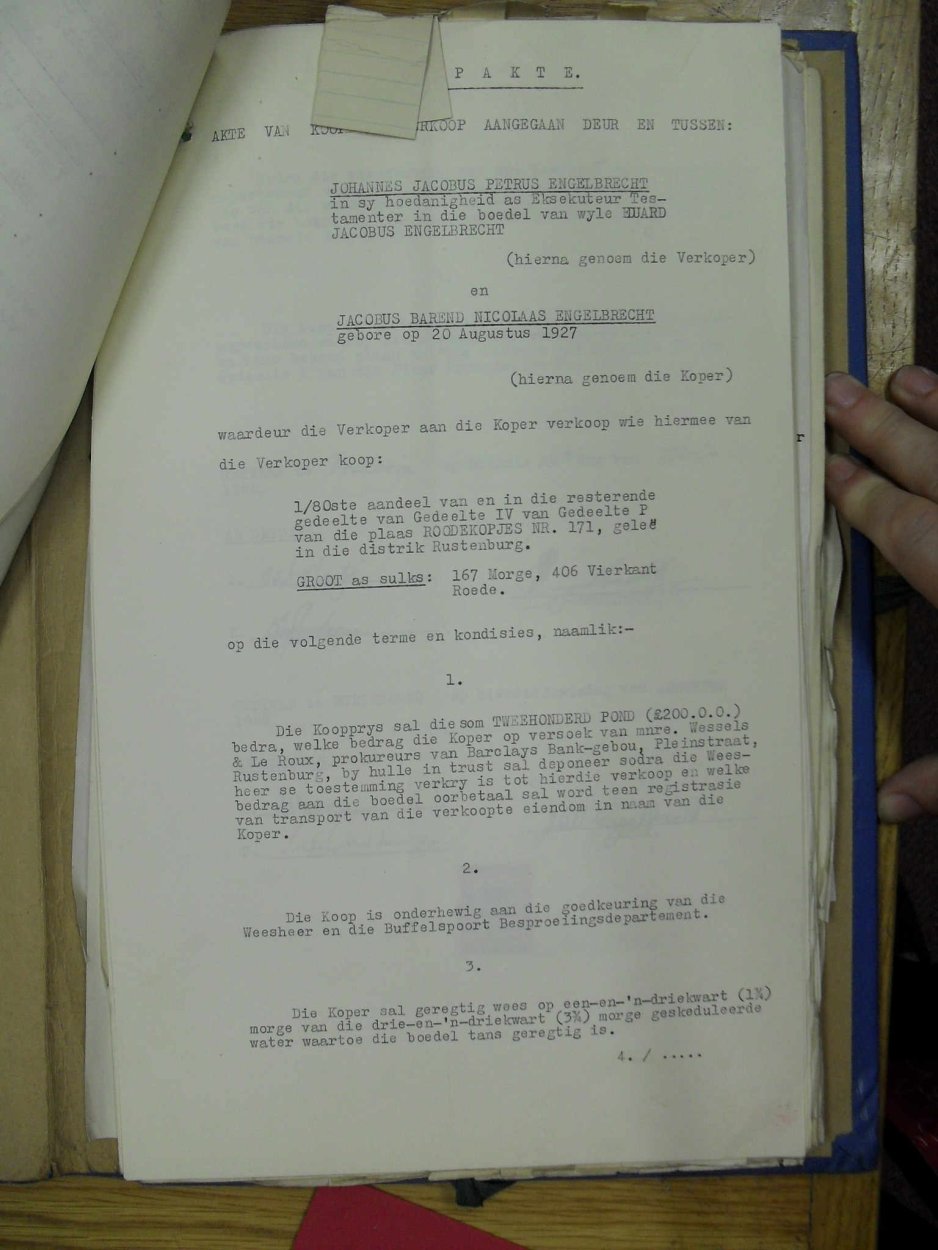 P A K T E.
AKTE VAN KOOP VERKOOP AANGEGAAN DEUR EN TUSSEN:
JOHANNES JACOBUS PETRUS ENGELBRECHT
in sy hoedanigheid as Eksekuteur Tes-
tamenter in die boedel van wyle EDUARD
JACOBUS ENGELBRECHT
(hierna genoem die Verkoper)
en
JACOBUS BAREND NICOLAAS ENGELBRECHT
gebore op 20 Augustus 1927
(hierna genoem die Koper)
waardeur die Verkoper aan die Koper verkoop wie hiermee van
r
die Verkoper koop:
1/80ste aandeel van en in die resterende
gedeelte van Gedeelte IV van Gedeelte P
van die plaas ROODEKOPJES NR. 171, geleë
in die distrik Rustenburg.
GROOT as sulks: 167 Morge, 406 Vierkant
Roede.
op die volgende terme en kondisies, naamlik:-
1.
Die Koopprys sal die som TWEEHONDERD POND (£200.0.0.)
bedra, welke bedrag die Koper op versoek van mnre. Wessels
& Le Roux, prokureurs van Barclays Bank-gebou, Pleinstraat,
Rustenburg, by hulle in trust sal deponeer sodra die Wees-
heer se toestemming verkry is tot hierdie verkoop en welke
bedrag aan die boedel oorbetaal sal word teen registrasie
van transport van die verkoopte eiendom in naam van die
Koper.
2.
Die Koop is onderhewig aan die goedkeuring van die
Weesheer en die Buffelspoort Besproeiingsdepartement.
3.
Die Koper sal geregtig wees op een-en-'n-driekwart (1¾)
morge van die drie-en-'n-driekwart (3¾) morge geskeduleerde
water waartoe die boedel tans geregtig is.
4. / .....